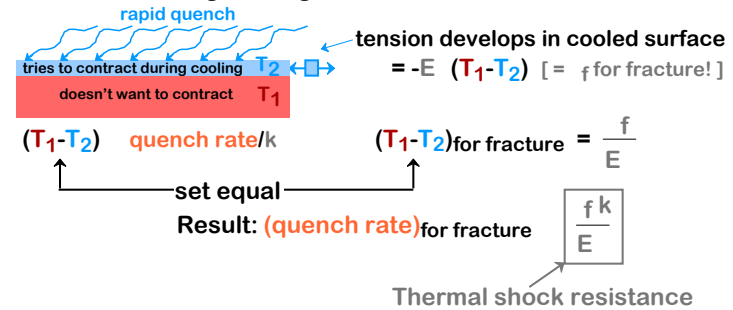 rapid quench
tension develops in cooled surface
tries to contract during cooling T2
= -E (T1-T2) [ = f for fracture! ]
doesn't want to contract T1
(T1-T2) quench rate/k
(T1-T2)for fracture = f
E
set equal
Result: (quench rate)for fracture
f k
E
Thermal shock resistance